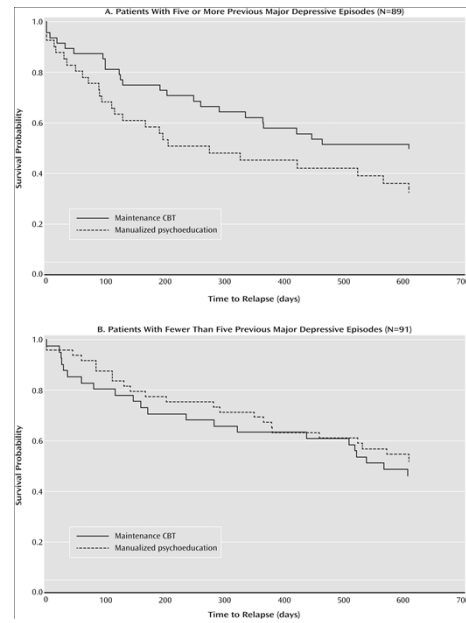 A. Patients With Five or More Previous Major Depressive Episodes (N=89)
1.0
0.8
0.6
0.4
0.2
0.0
Survival Probability
Maintenance CBT
Manualized psychoeducation
0
100
200
300
400
500
600
700
Time to Relapse (days)
B. Patients With Fewer Than Five Previous Major Depressive Episodes (N=91)
1.0
0.8
0.6
0.4
0.2
0.0
Survival Probability
Maintenance CBT
Manualized psychoeducation
0
100
200
300
400
500
600
700
Time to Relapse (days)